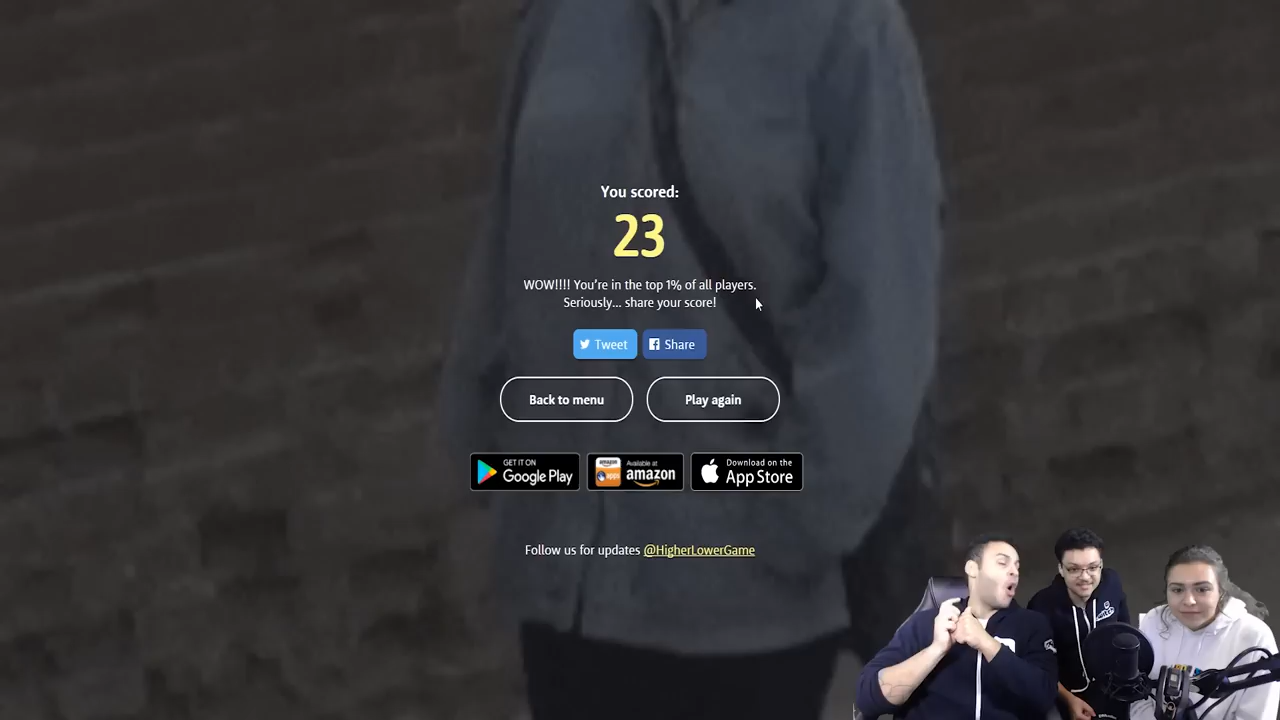 You scored:
23
WOW!!!! You're in the top 1% of all players.
Seriously... share your score!
Tweet
Share
Back to menu
Play again
GET IT ON
Google Play
amazon
apps
Available at
amazon
Download on the
App Store
Follow us for updates @HigherLowerGame